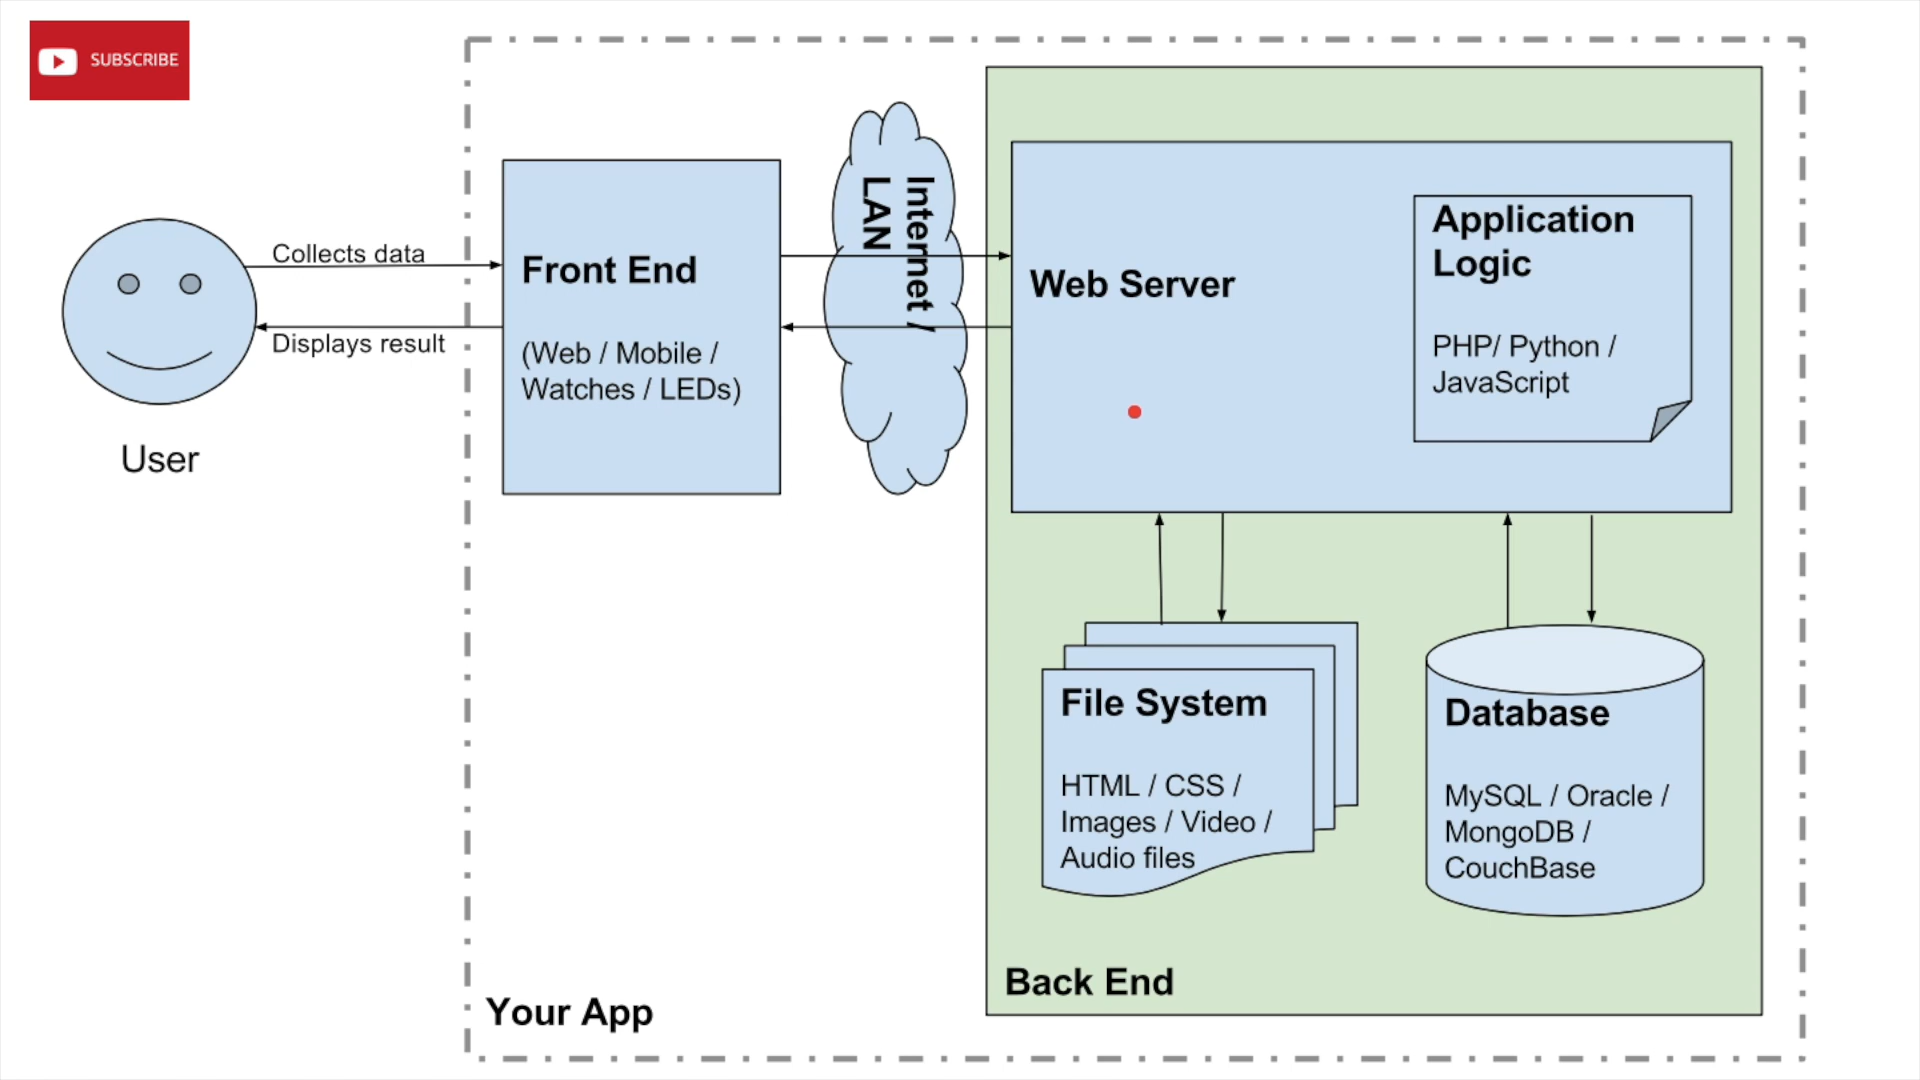 SUBSCRIBE
Collects data
Displays result
User
Front End
(Web / Mobile /
Watches / LEDs)
Internet /
LAN
Web Server
Application
Logic
PHP/ Python /
JavaScript
File System
HTML / CSS /
Images / Video /
Audio files
Database
MySQL / Oracle /
MongoDB /
CouchBase
Back End
Your App